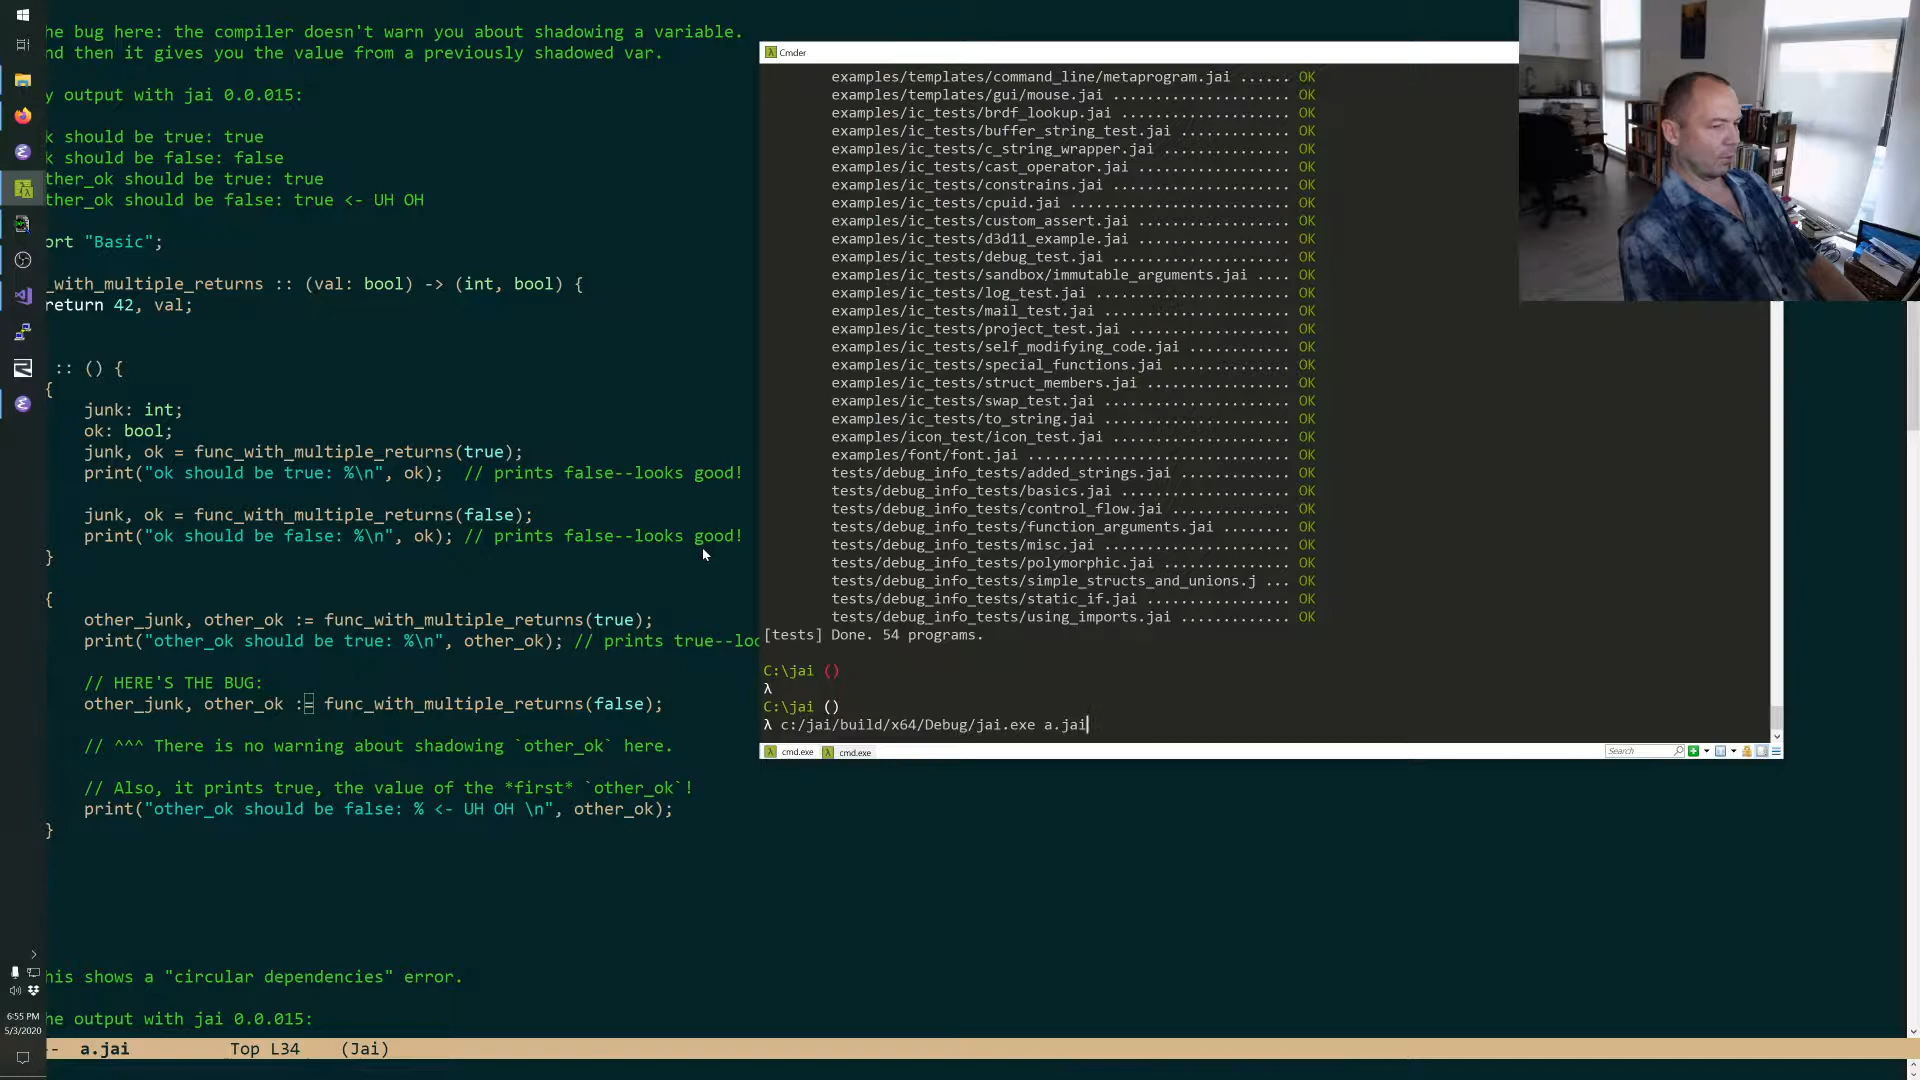 he bug here: the compiler doesn't warn you about shadowing a variable.
nd then it gives you the value from a previously shadowed var.
y output with jai 0.0.015:
k should be true: true
k should be false: false
ther_ok should be true: true
ther_ok should be false: true <- UH OH
ort "Basic";
_with_multiple_returns :: (val: bool) -> (int, bool) {
return 42, val;
:: () {
{
junk: int;
ok: bool;
junk, ok = func_with_multiple_returns(true);
print("ok should be true: %\n", ok);  // prints false--looks good!
junk, ok = func_with_multiple_returns(false);
print("ok should be false: %\n", ok); // prints false--looks good!
}
{
other_junk, other_ok := func_with_multiple_returns(true);
print("other_ok should be true: %\n", other_ok); // prints true--loo
// HERE'S THE BUG:
other_junk, other_ok := func_with_multiple_returns(false);
// ^^^ There is no warning about shadowing `other_ok` here.
// Also, it prints true, the value of the *first* `other_ok`!
print("other_ok should be false: % <- UH OH \n", other_ok);
}
his shows a "circular dependencies" error.
he output with jai 0.0.015:
-- a.jai Top L34 (Jai)
Cmder
examples/templates/command_line/metaprogram.jai ...... OK
examples/templates/gui/mouse.jai ...................... OK
examples/ic_tests/brdf_lookup.jai ..................... OK
examples/ic_tests/buffer_string_test.jai .............. OK
examples/ic_tests/c_string_wrapper.jai ................ OK
examples/ic_tests/cast_operator.jai ................... OK
examples/ic_tests/constrains.jai ...................... OK
examples/ic_tests/cpuid.jai ........................... OK
examples/ic_tests/custom_assert.jai ................... OK
examples/ic_tests/d3d11_example.jai ................... OK
examples/ic_tests/debug_test.jai ...................... OK
examples/ic_tests/sandbox/immutable_arguments.jai .... OK
examples/ic_tests/log_test.jai ........................ OK
examples/ic_tests/mail_test.jai ....................... OK
examples/ic_tests/project_test.jai .................... OK
examples/ic_tests/self_modifying_code.jai ............. OK
examples/ic_tests/special_functions.jai ............... OK
examples/ic_tests/struct_members.jai .................. OK
examples/ic_tests/swap_test.jai ....................... OK
examples/ic_tests/to_string.jai ....................... OK
examples/icon_test/icon_test.jai ...................... OK
examples/font/font.jai ................................ OK
tests/debug_info_tests/added_strings.jai .............. OK
tests/debug_info_tests/basics.jai ..................... OK
tests/debug_info_tests/control_flow.jai ............... OK
tests/debug_info_tests/function_arguments.jai ......... OK
tests/debug_info_tests/misc.jai ....................... OK
tests/debug_info_tests/polymorphic.jai ................ OK
tests/debug_info_tests/simple_structs_and_unions.j ... OK
tests/debug_info_tests/static_if.jai .................. OK
tests/debug_info_tests/using_imports.jai .............. OK
[tests] Done. 54 programs.
C:\jai ()
λ
C:\jai ()
λ c:/jai/build/x64/Debug/jai.exe a.jai
cmd.exe cmd.exe Search
6:55 PM
5/3/2020